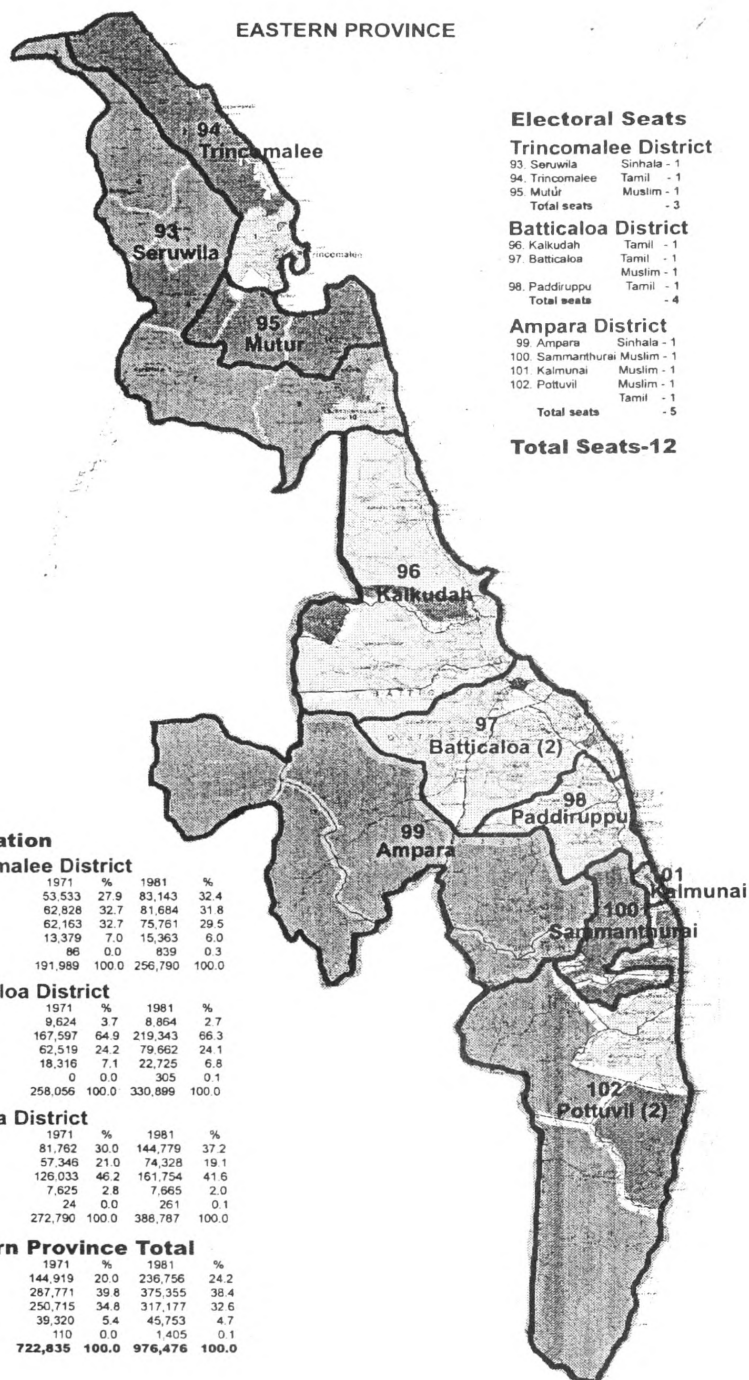 EASTERN PROVINCE
Electoral Seats
Trincomalee District
93. Seruwila Sinhala - 1
94. Trincomalee Tamil - 1
95. Mutur Muslim - 1
Total seats - 3
Batticaloa District
96. Kalkudah Tamil - 1
97. Batticaloa Tamil - 1
Muslim - 1
98. Paddiruppu Tamil - 1
Total seats - 4
Ampara District
99. Ampara Sinhala - 1
100. Sammanthurai Muslim - 1
101. Kalmunai Muslim - 1
102. Pottuvil Muslim - 1
Tamil - 1
Total seats - 5
Total Seats-12
94
Trincomalee
93
Seruwila
Trincomalee
95
Mutur
96
Kalkudah
97
Batticaloa (2)
98
Paddiruppu
99
Ampara
01
Kalmunai
100
Sammanthurai
102
Pottuvil (2)
ation
malee District
1971 % 1981 %
53,533 27.9 83,143 32.4
62,828 32.7 81,684 31.8
62,163 32.7 75,761 29.5
13,379 7.0 15,363 6.0
86 0.0 839 0.3
191,989 100.0 256,790 100.0
loa District
1971 % 1981 %
9,624 3.7 8,864 2.7
167,597 64.9 219,343 66.3
62,519 24.2 79,662 24.1
18,316 7.1 22,725 6.8
0 0.0 305 0.1
258,056 100.0 330,899 100.0
a District
1971 % 1981 %
81,762 30.0 144,779 37.2
57,346 21.0 74,328 19.1
126,033 46.2 161,754 41.6
7,625 2.8 7,665 2.0
24 0.0 261 0.1
272,790 100.0 388,787 100.0
rn Province Total
1971 % 1981 %
144,919 20.0 236,756 24.2
287,771 39.8 375,355 38.4
250,715 34.8 317,177 32.6
39,320 5.4 45,753 4.7
110 0.0 1,405 0.1
722,835 100.0 976,476 100.0